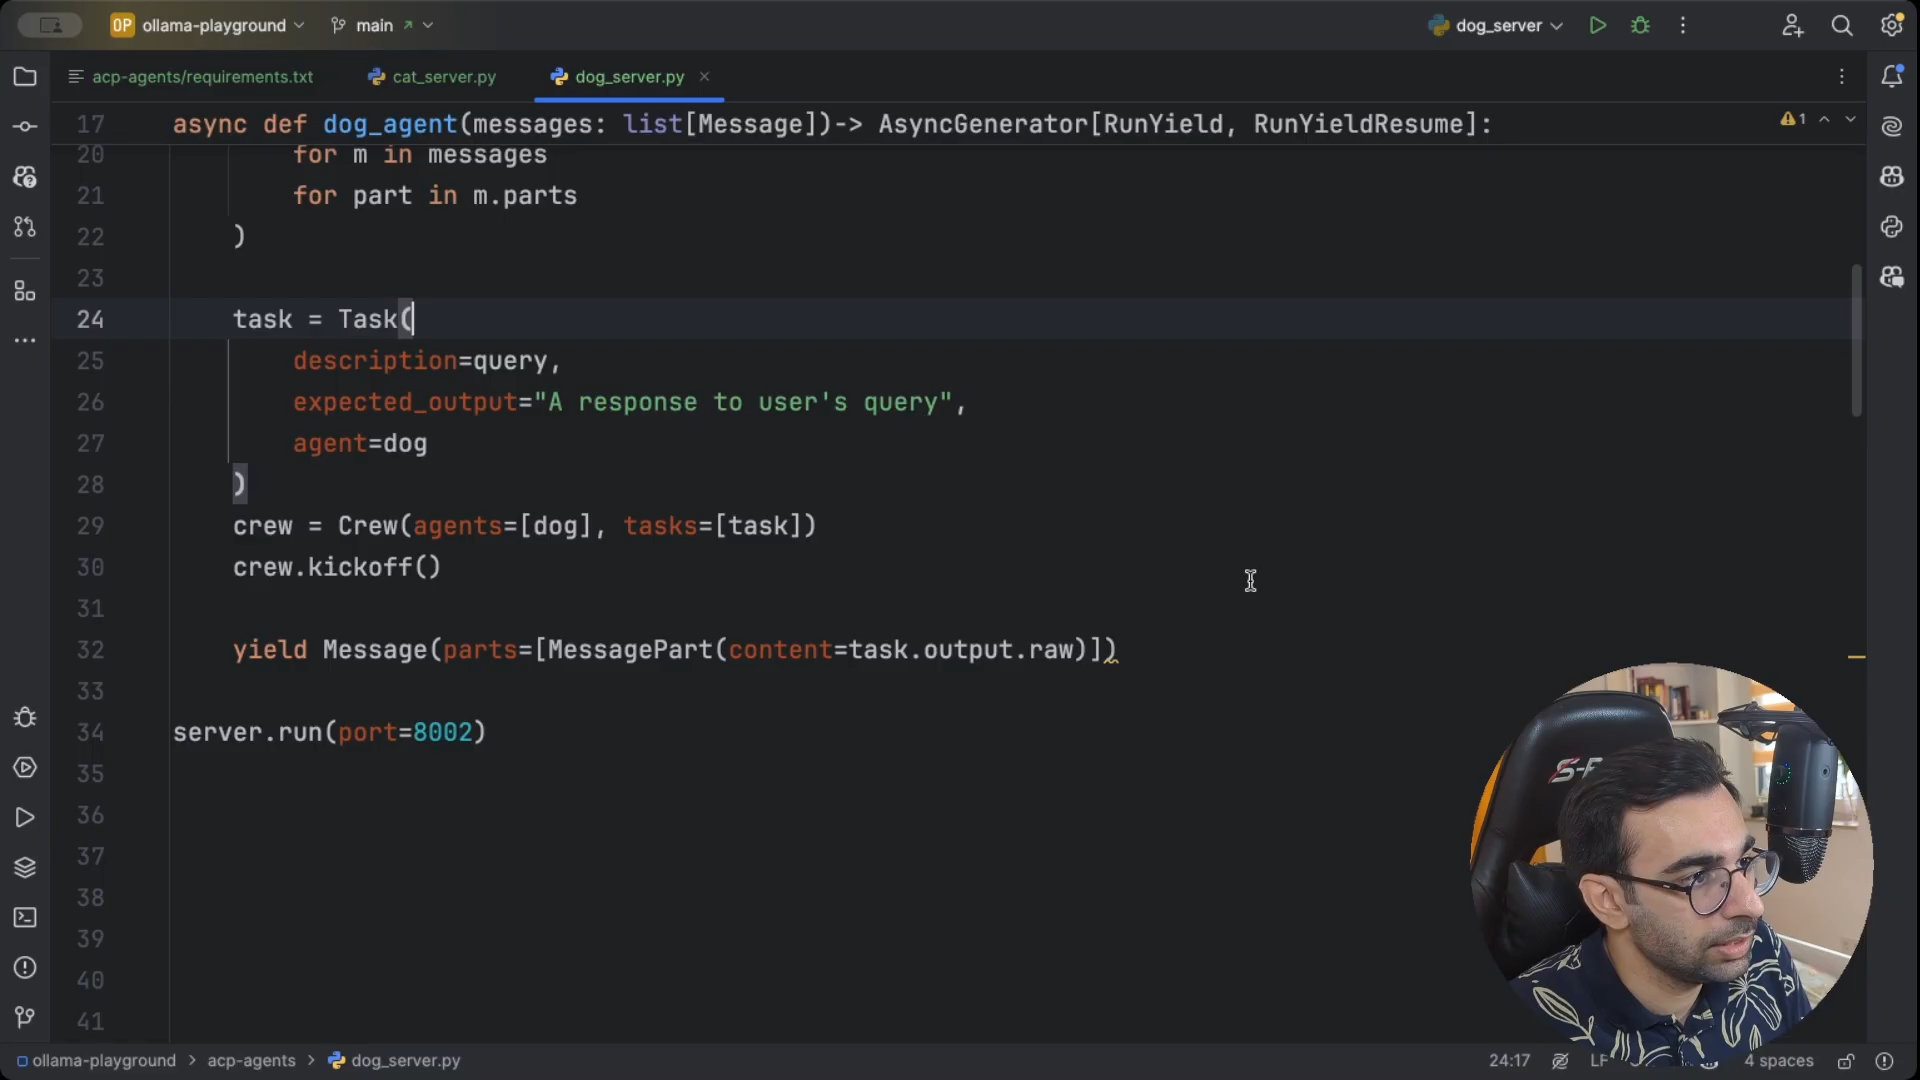 OP ollama-playground main dog_server
acp-agents/requirements.txt cat_server.py dog_server.py
17 async def dog_agent(messages: list[Message])-> AsyncGenerator[RunYield, RunYieldResume]: 1
20 for m in messages
21 for part in m.parts
22 )
23
24 task = Task(
25 description=query,
26 expected_output="A response to user's query",
27 agent=dog
28 )
29 crew = Crew(agents=[dog], tasks=[task])
30 crew.kickoff()
31
32 yield Message(parts=[MessagePart(content=task.output.raw)])
33
34 server.run(port=8002)
35
36
37
38
39
40
41
ollama-playground > acp-agents > dog_server.py 24:17 LF 4 spaces